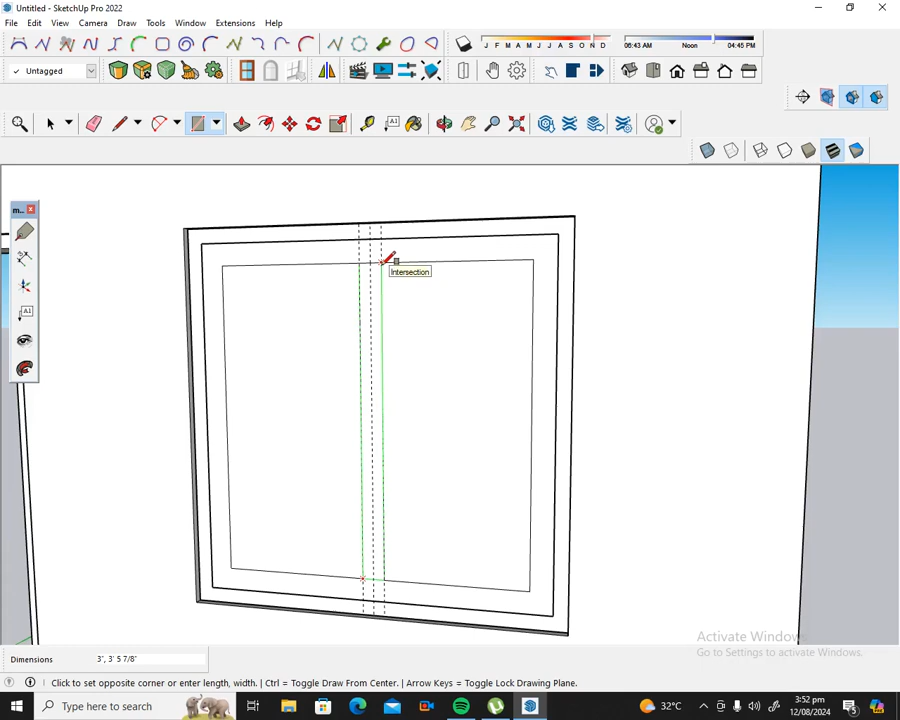 Untitled - SketchUp Pro 2022
File Edit View Camera Draw Tools Window Extensions Help
J F M A M J J A S O N D 06:43 AM Noon 04:45 PM
Untagged
A1
m...
A1
Intersection
Activate Windows
Go to Settings to activate Windows.
Dimensions 3", 3' 5 7/8"
Click to set opposite corner or enter length, width. | Ctrl = Toggle Draw From Center. | Arrow Keys = Toggle Lock Drawing Plane.
Type here to search
32°C
3:52 pm
12/08/2024
5